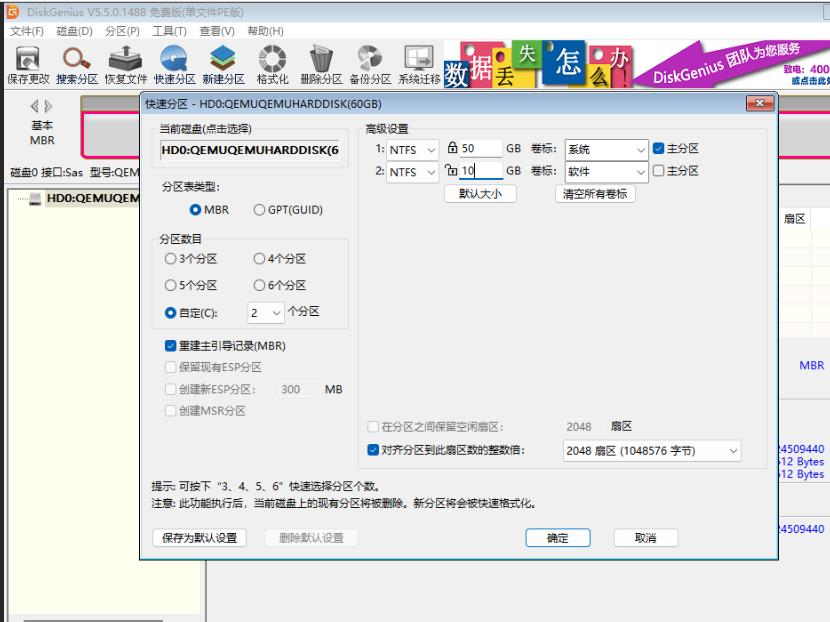 DiskGenius V5.5.0.1488 免费版(单文件PE版)
文件(F) 磁盘(D) 分区(P) 工具(T) 查看(V) 帮助(H)
保存更改 搜索分区 恢复文件 快速分区 新建分区 格式化 删除分区 备份分区 系统迁移
数据丢失怎么办!
DiskGenius 团队为您服务
致电: 400
或点击此处
基本
MBR
磁盘0 接口:Sas 型号:QEM
HD0:QEMUQEM
扇区
MBR
24509440
512 Bytes
512 Bytes
24509440
快速分区 - HD0:QEMUQEMUHARDDISK(60GB)
当前磁盘(点击选择)
HD0:QEMUQEMUHARDDISK(6
分区表类型:
MBR GPT(GUID)
分区数目
3个分区 4个分区
5个分区 6个分区
自定(C): 2 个分区
重建主引导记录(MBR)
保留现有ESP分区
创建新ESP分区: 300 MB
创建MSR分区
高级设置
1: NTFS 50 GB 卷标: 系统 主分区
2: NTFS 10 GB 卷标: 软件 主分区
默认大小 清空所有卷标
在分区之间保留空闲扇区: 2048 扇区
对齐分区到此扇区数的整数倍: 2048 扇区 (1048576 字节)
提示: 可按下“3、4、5、6”快速选择分区个数。
注意: 此功能执行后，当前磁盘上的现有分区将被删除。新分区将会被快速格式化。
保存为默认设置 删除默认设置 确定 取消